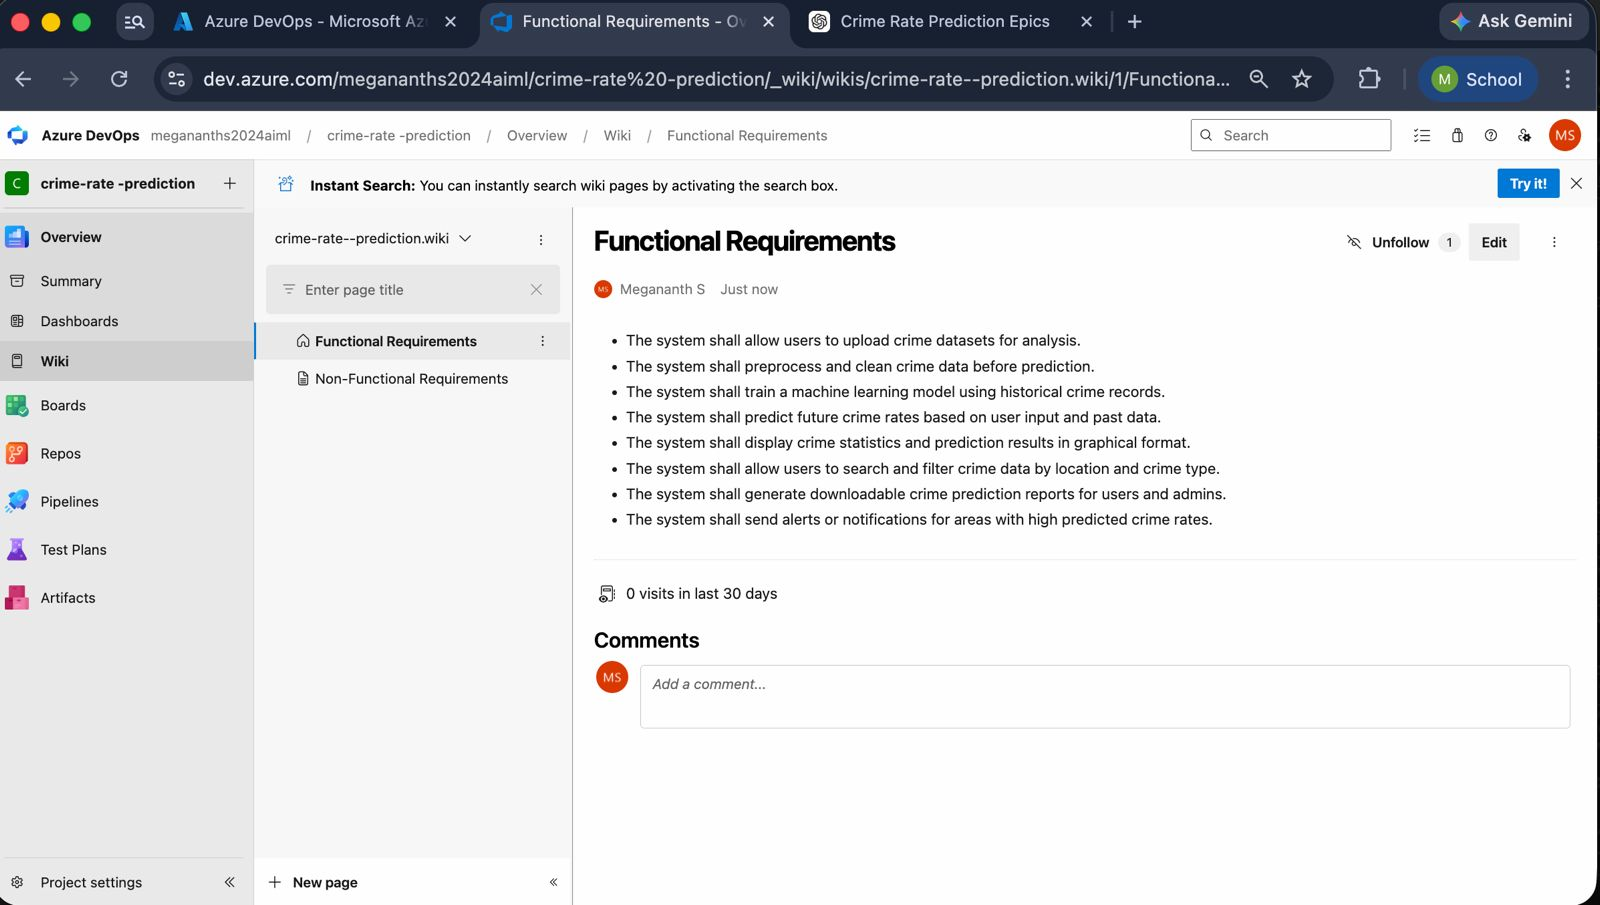 Azure DevOps - Microsoft Az
Functional Requirements - Ov
Crime Rate Prediction Epics
Ask Gemini
dev.azure.com/megananths2024aiml/crime-rate%20-prediction/_wiki/wikis/crime-rate--prediction.wiki/1/Functiona...
M School
Azure DevOps megananths2024aiml / crime-rate -prediction / Overview / Wiki / Functional Requirements
Search
MS
C crime-rate -prediction
Instant Search: You can instantly search wiki pages by activating the search box.
Try it!
Overview
Summary
Dashboards
Wiki
Boards
Repos
Pipelines
Test Plans
Artifacts
Project settings
crime-rate--prediction.wiki
Enter page title
Functional Requirements
Non-Functional Requirements
New page
Functional Requirements
Unfollow 1 Edit
MS Megananth S Just now
• The system shall allow users to upload crime datasets for analysis.
• The system shall preprocess and clean crime data before prediction.
• The system shall train a machine learning model using historical crime records.
• The system shall predict future crime rates based on user input and past data.
• The system shall display crime statistics and prediction results in graphical format.
• The system shall allow users to search and filter crime data by location and crime type.
• The system shall generate downloadable crime prediction reports for users and admins.
• The system shall send alerts or notifications for areas with high predicted crime rates.
0 visits in last 30 days
Comments
MS
Add a comment...